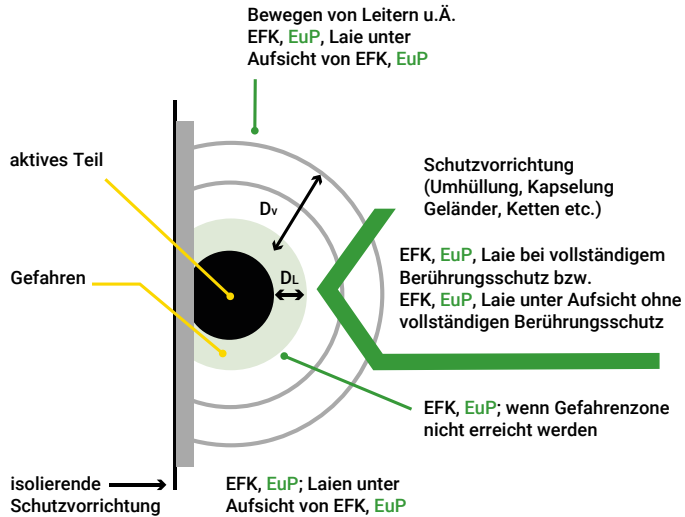 Bewegen von Leitern u.Ä.
EFK, EuP, Laie unter
Aufsicht von EFK, EuP
aktives Teil
Schutzvorrichtung
(Umhüllung, Kapselung
Geländer, Ketten etc.)
Dv
EFK, EuP, Laie bei vollständigem
Berührungsschutz bzw.
EFK, EuP, Laie unter Aufsicht ohne
vollständigen Berührungsschutz
Gefahren
DL
EFK, EuP; wenn Gefahrenzone
nicht erreicht werden
isolierende
Schutzvorrichtung
EFK, EuP; Laien unter
Aufsicht von EFK, EuP